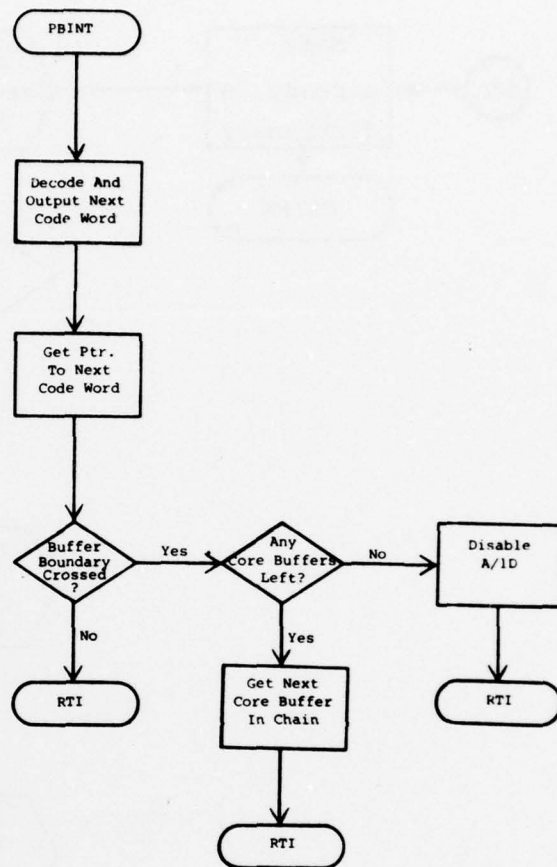 PBINT
Decode And
Output Next
Code Word
Get Ptr.
To Next
Code Word
Buffer
Boundary
Crossed
?
Yes
Any
Core Buffers
Left?
No
Disable
A/1D
No
Yes
RTI
Get Next
Core Buffer
In Chain
RTI
RTI